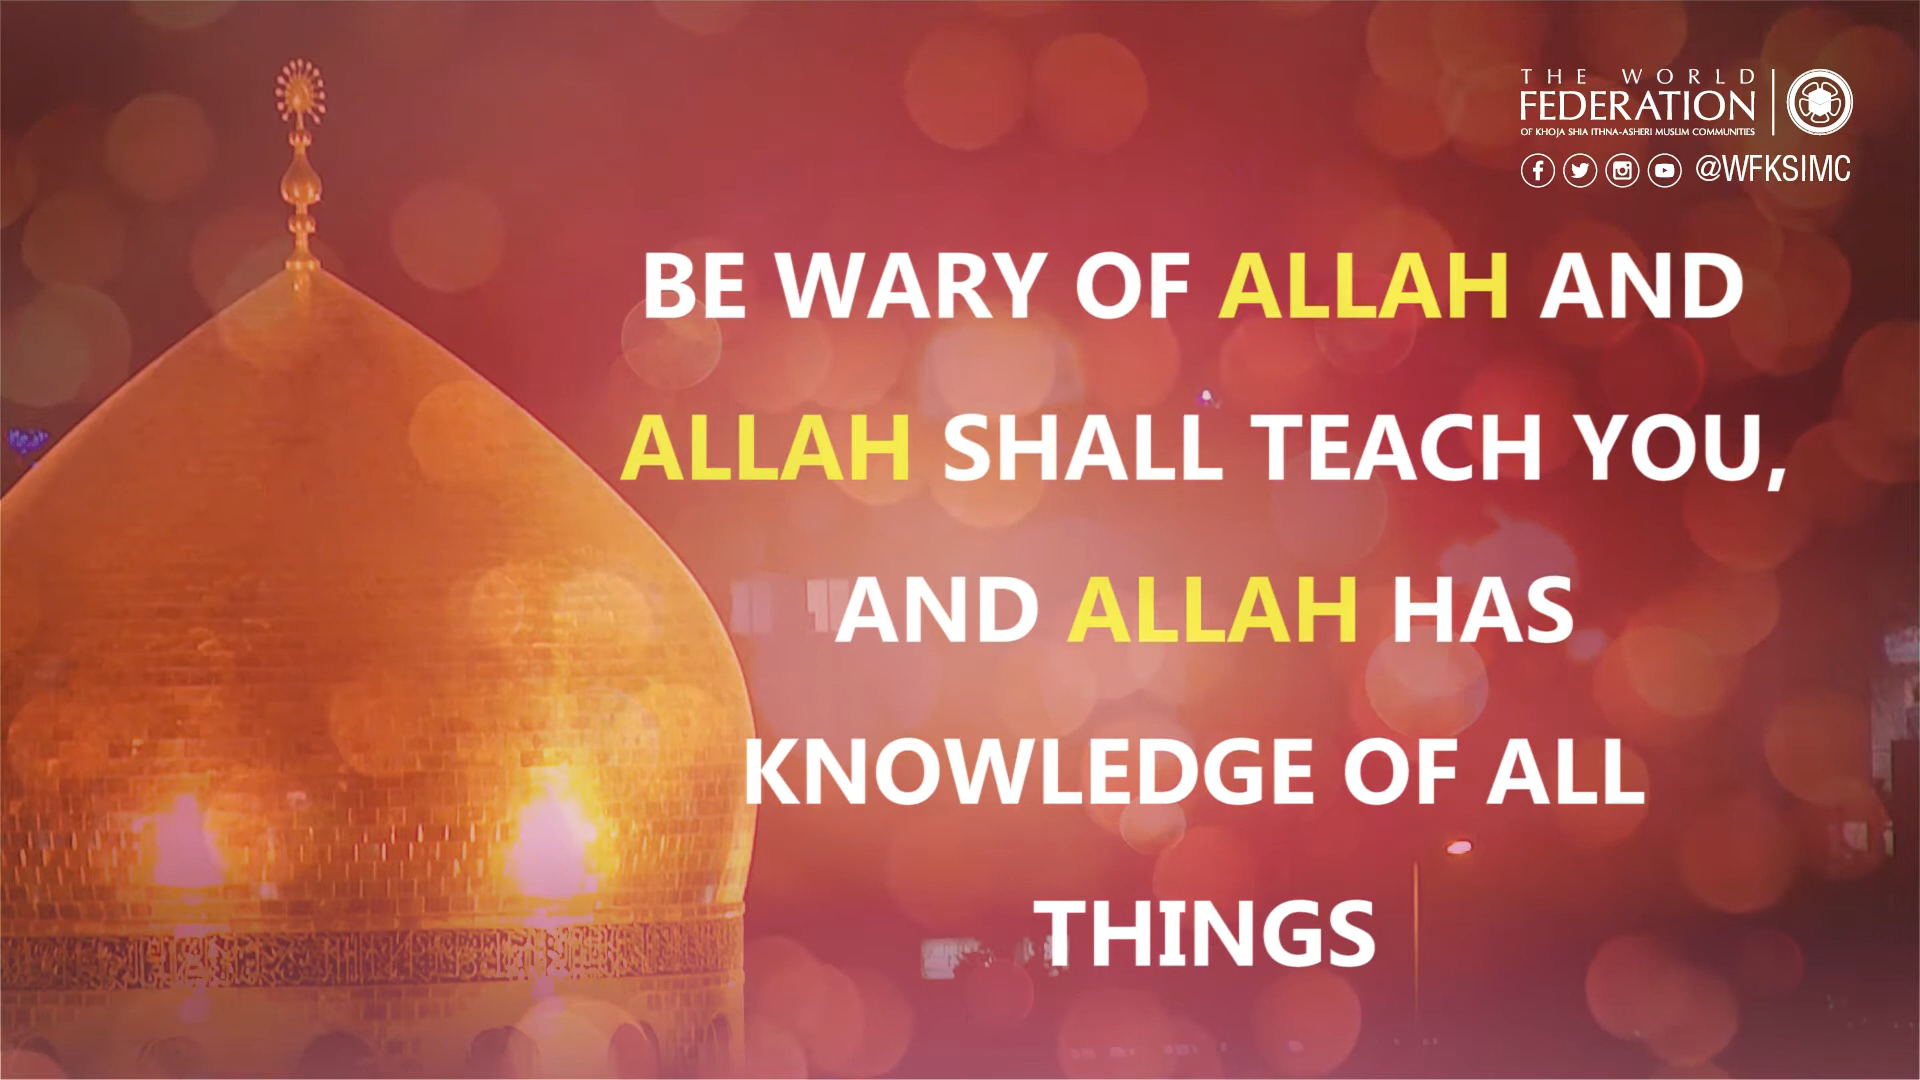 THE WORLD
FEDERATION
OF KHOJA SHIA ITHNA-ASHERI MUSLIM COMMUNITIES
@WFKSIMC
BE WARY OF ALLAH AND
ALLAH SHALL TEACH YOU,
AND ALLAH HAS
KNOWLEDGE OF ALL
THINGS